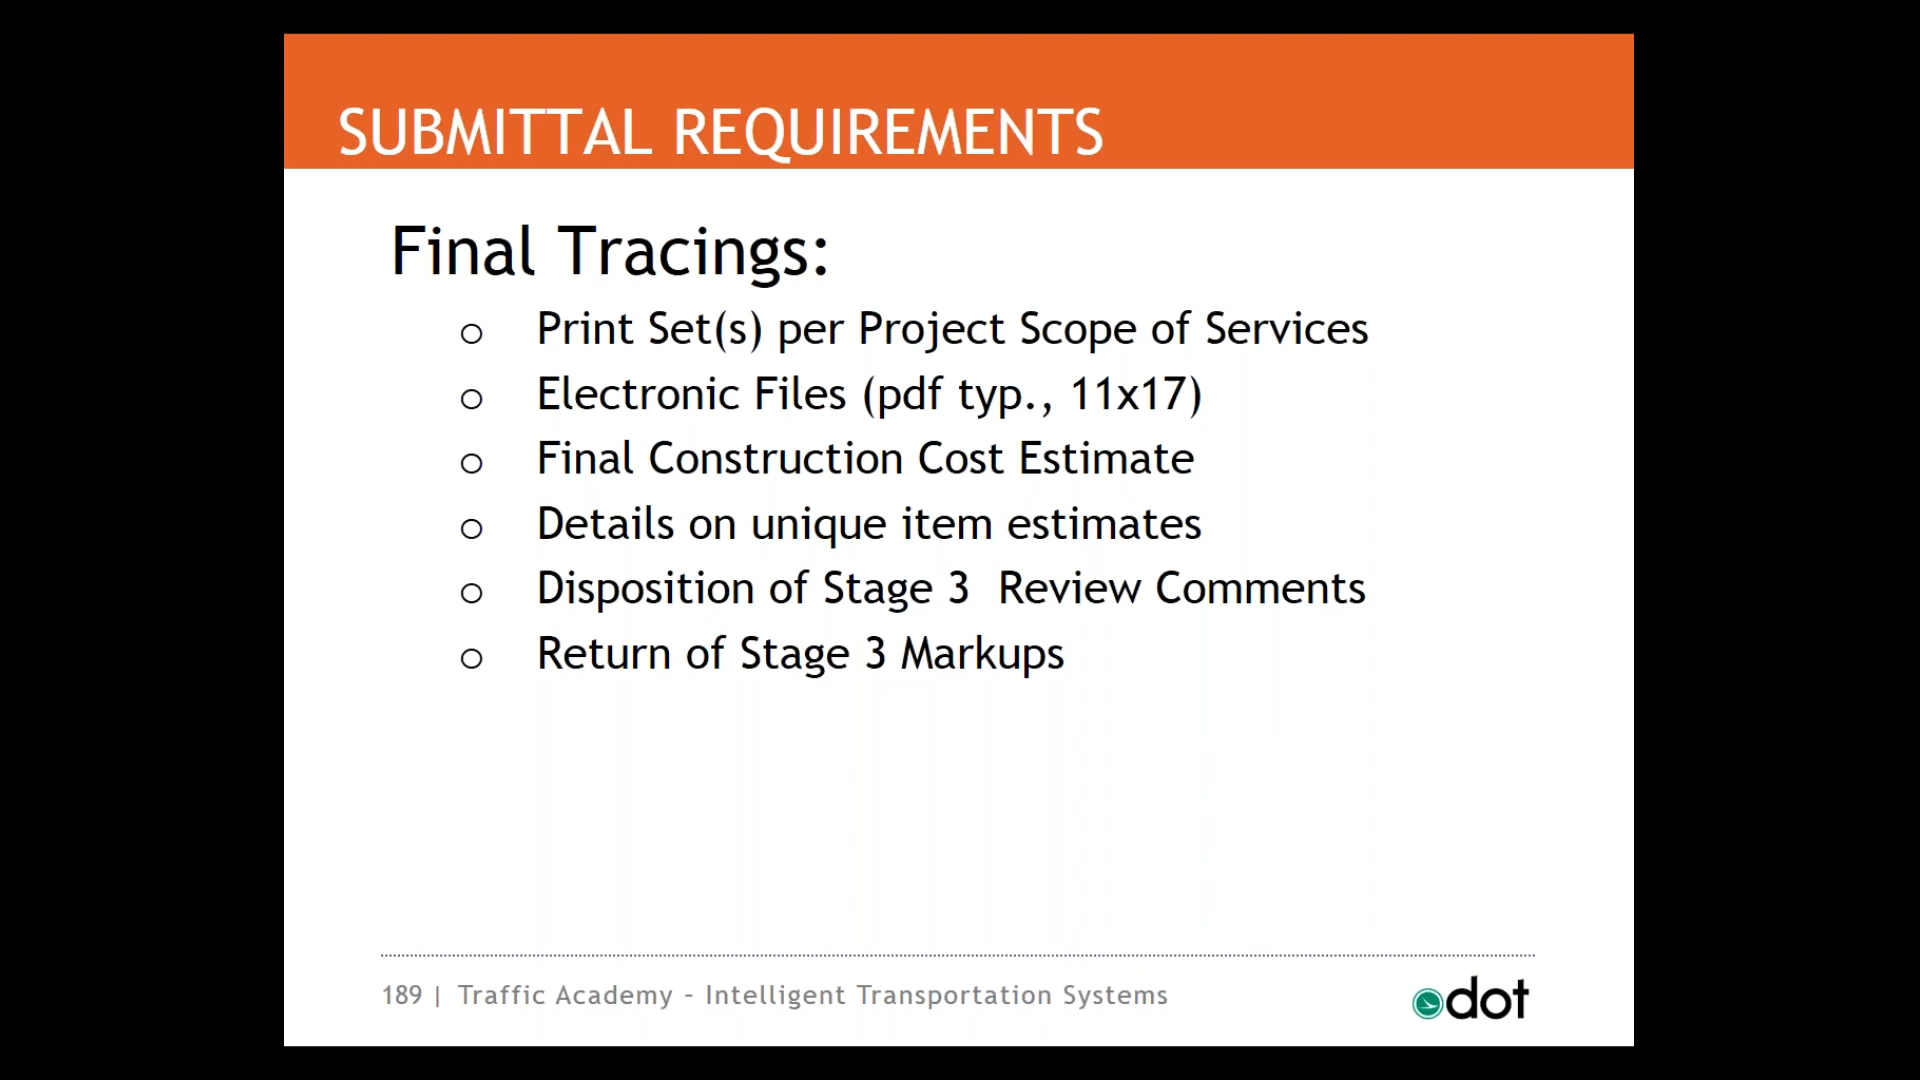 SUBMITTAL REQUIREMENTS
Final Tracings:
o Print Set(s) per Project Scope of Services
o Electronic Files (pdf typ., 11x17)
o Final Construction Cost Estimate
o Details on unique item estimates
o Disposition of Stage 3  Review Comments
o Return of Stage 3 Markups
189 | Traffic Academy – Intelligent Transportation Systems
odot